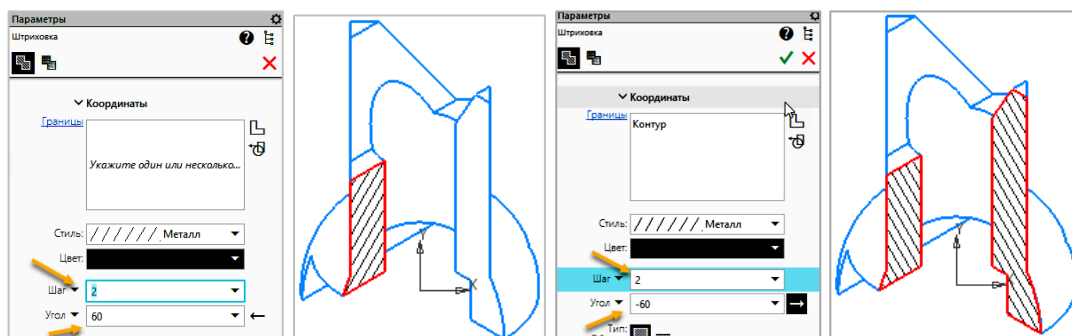 Параметры
Штриховка
Координаты
Границы
Укажите один или несколько...
Стиль: Металл
Цвет:
Шаг 2
Угол 60
Y
X
Параметры
Штриховка
Координаты
Границы
Контур
Стиль: Металл
Цвет:
Шаг 2
Угол -60
Тип:
Y
X